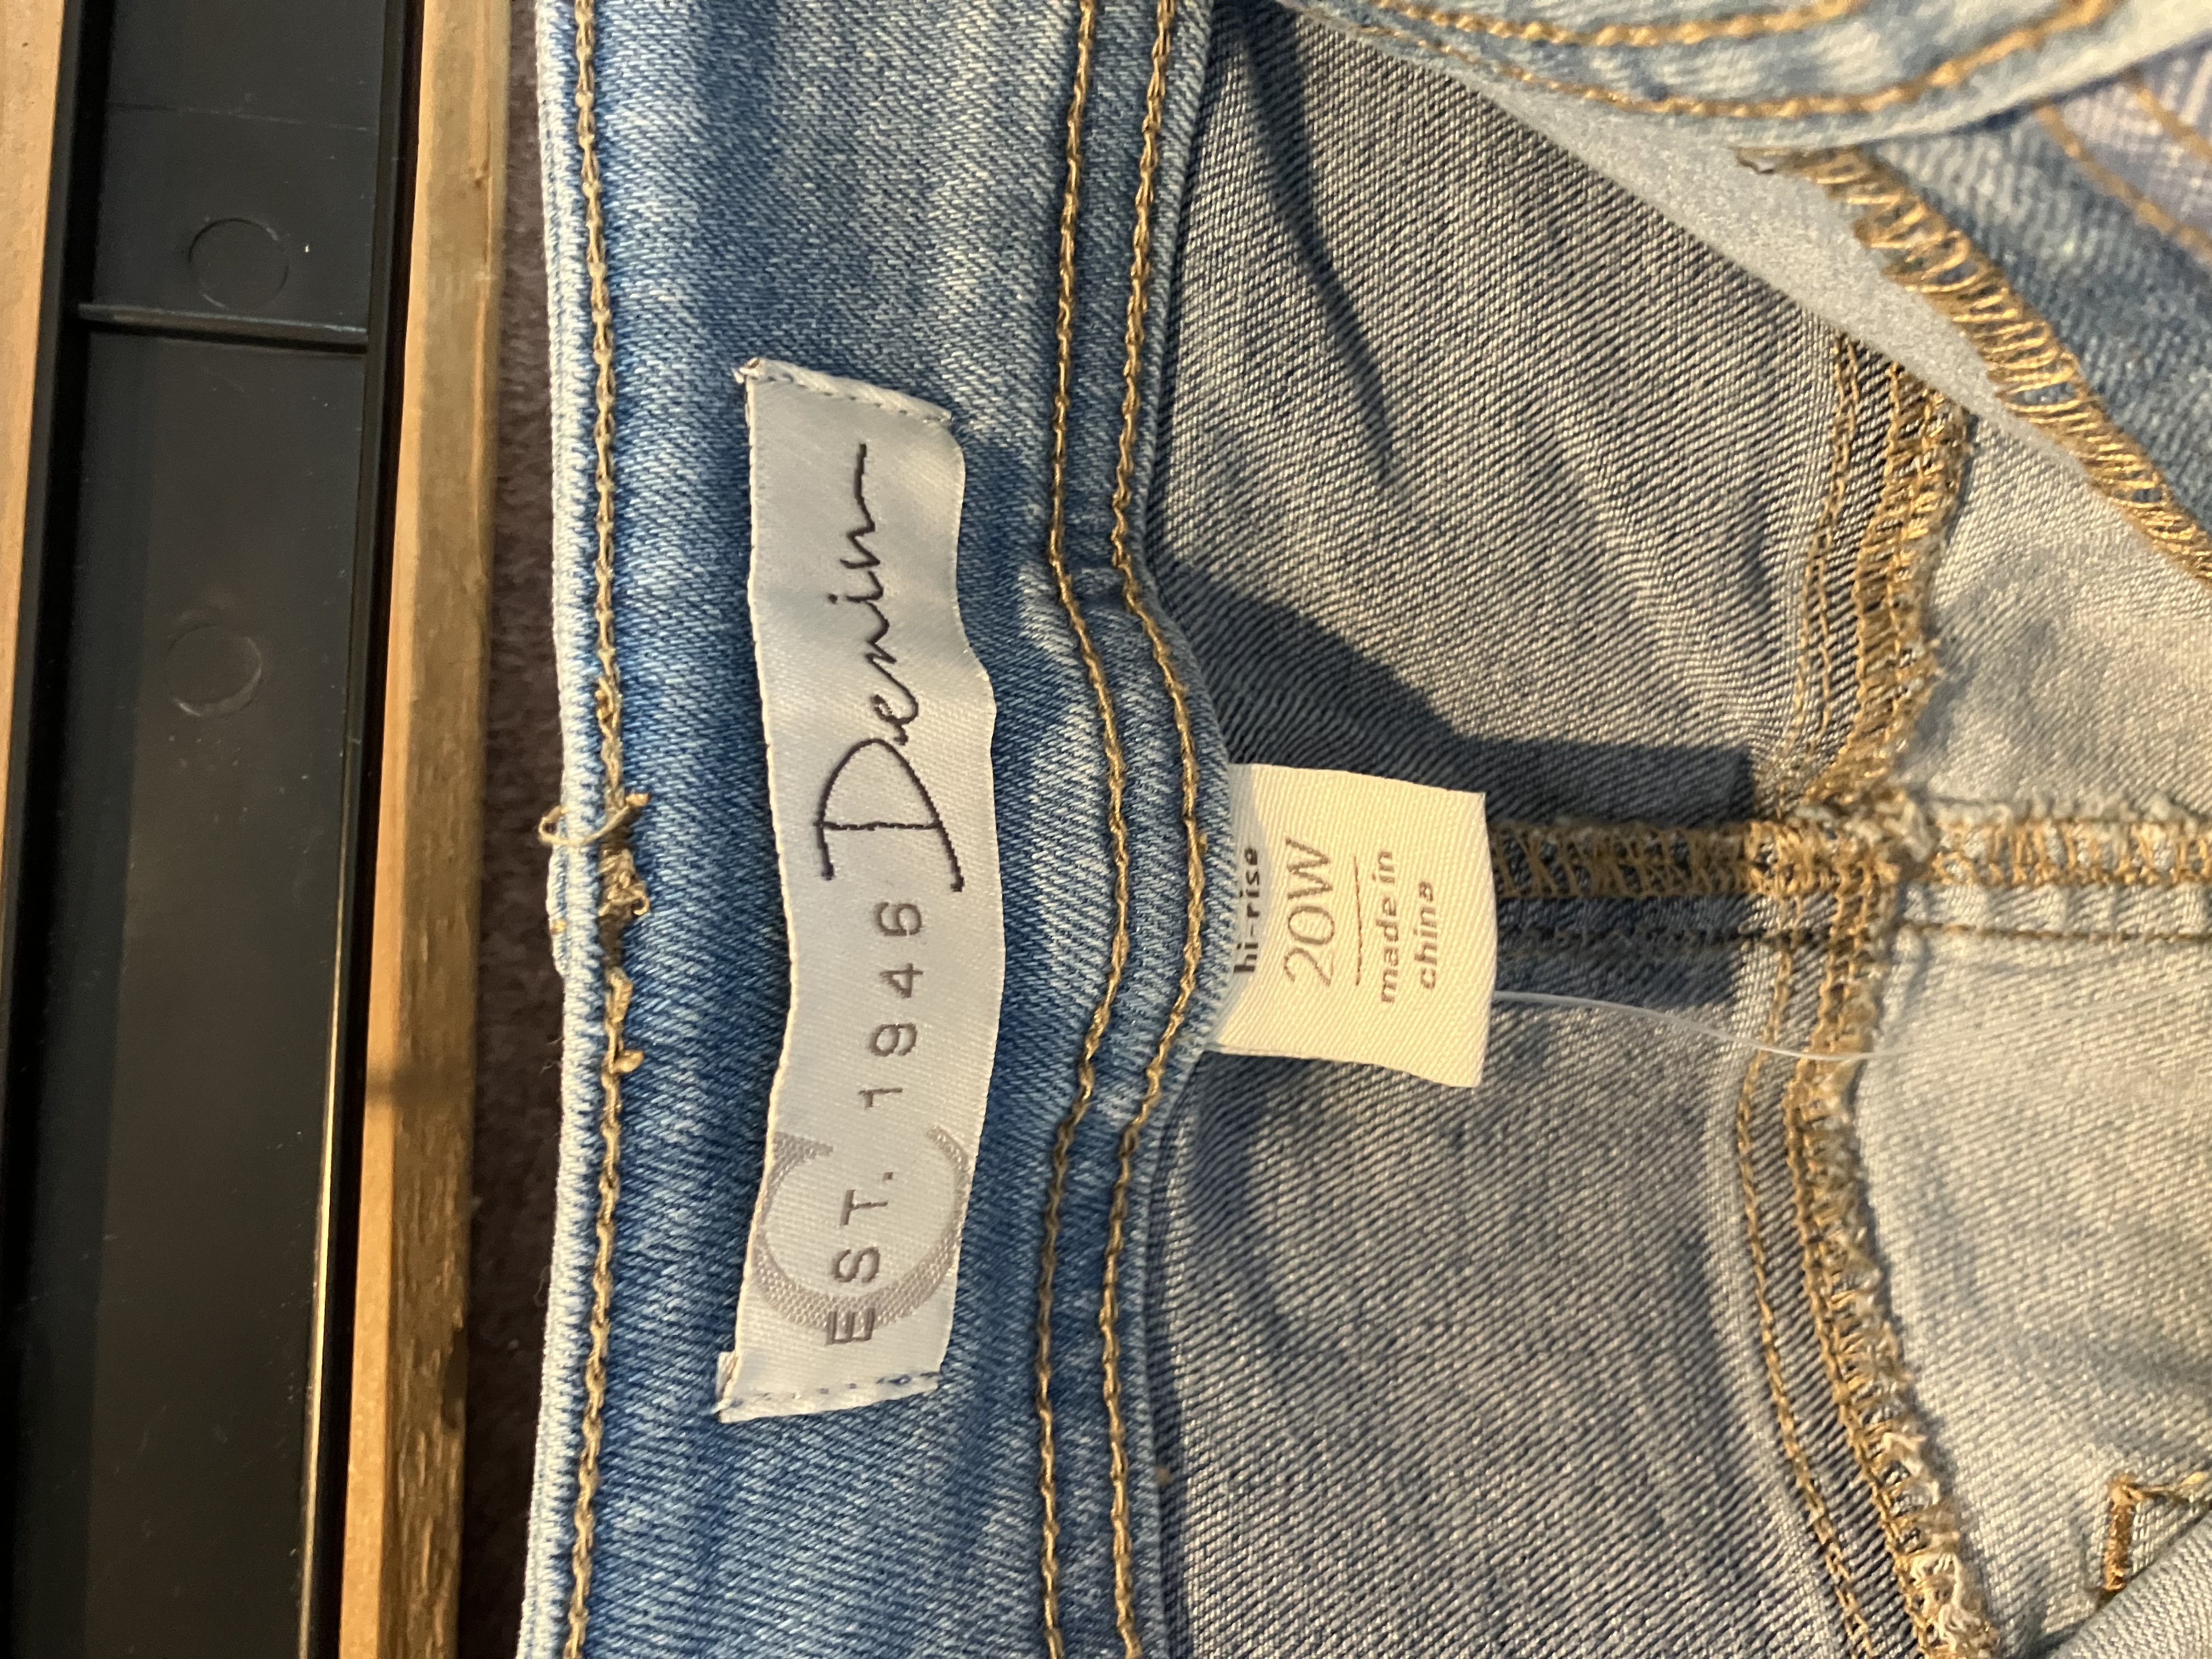 EST. 1946 Denim
hi-rise
20W
made in
china